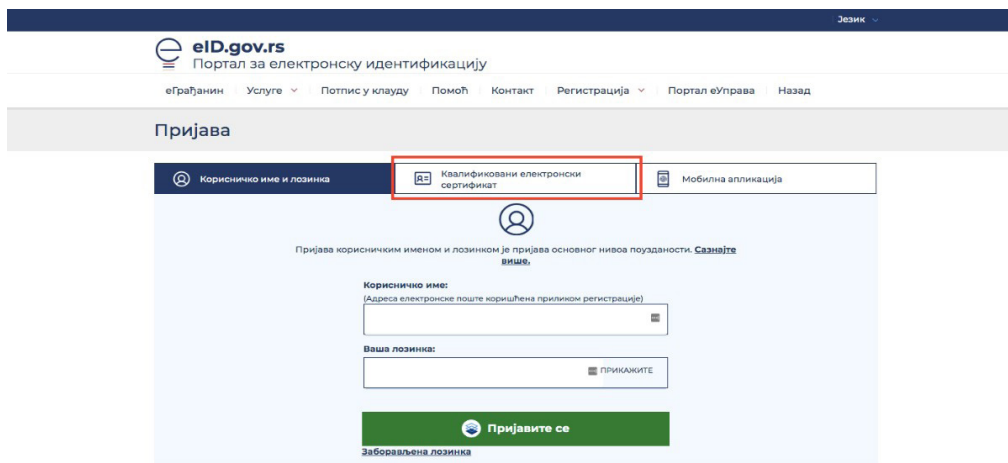 Језик
eID.gov.rs
Портал за електронску идентификацију
еГрађанин Услуге Потпис у клауду Помоћ Контакт Регистрација Портал еУправа Назад
Пријава
Корисничко име и лозинка
Квалификовани електронски
сертификат
Мобилна апликација
Пријава корисничким именом и лозинком је пријава основног нивоа поузданости. Сазнајте
више.
Корисничко име:
(Адреса електронске поште коришћена приликом регистрације)
Ваша лозинка:
ПРИКАЖИТЕ
Пријавите се
Заборављена лозинка